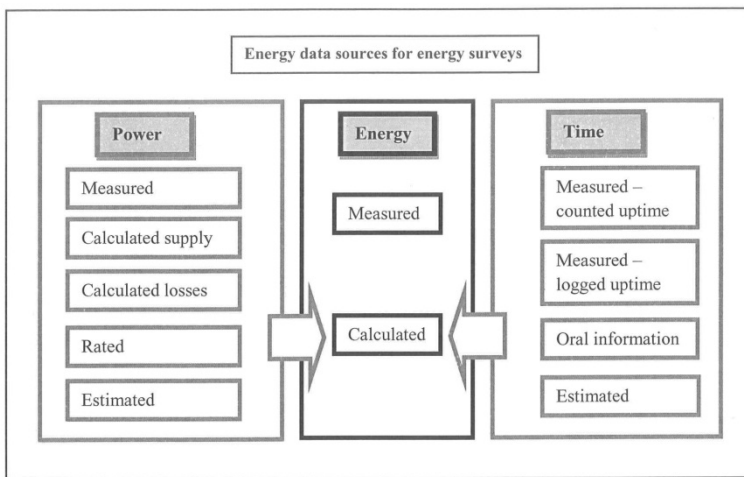 Energy data sources for energy surveys
Power
Measured
Calculated supply
Calculated losses
Rated
Estimated
Energy
Measured
Calculated
Time
Measured –
counted uptime
Measured –
logged uptime
Oral information
Estimated